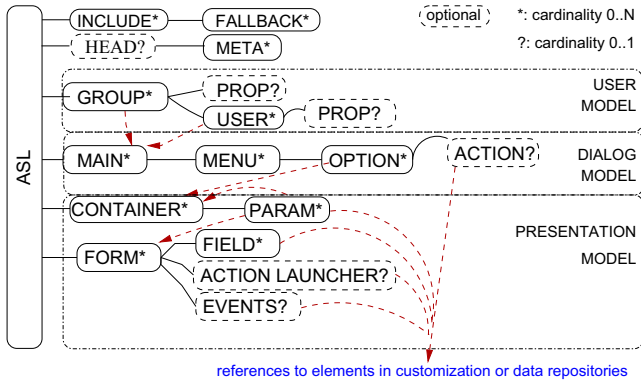 INCLUDE* FALLBACK* optional *: cardinality 0..N
HEAD? META* ?: cardinality 0..1
PROP? USER
GROUP* MODEL
USER* PROP?
ASL
MAIN* MENU* OPTION* ACTION? DIALOG
MODEL
CONTAINER* PARAM*
PRESENTATION
FORM* FIELD* MODEL
ACTION LAUNCHER?
EVENTS?
references to elements in customization or data repositories